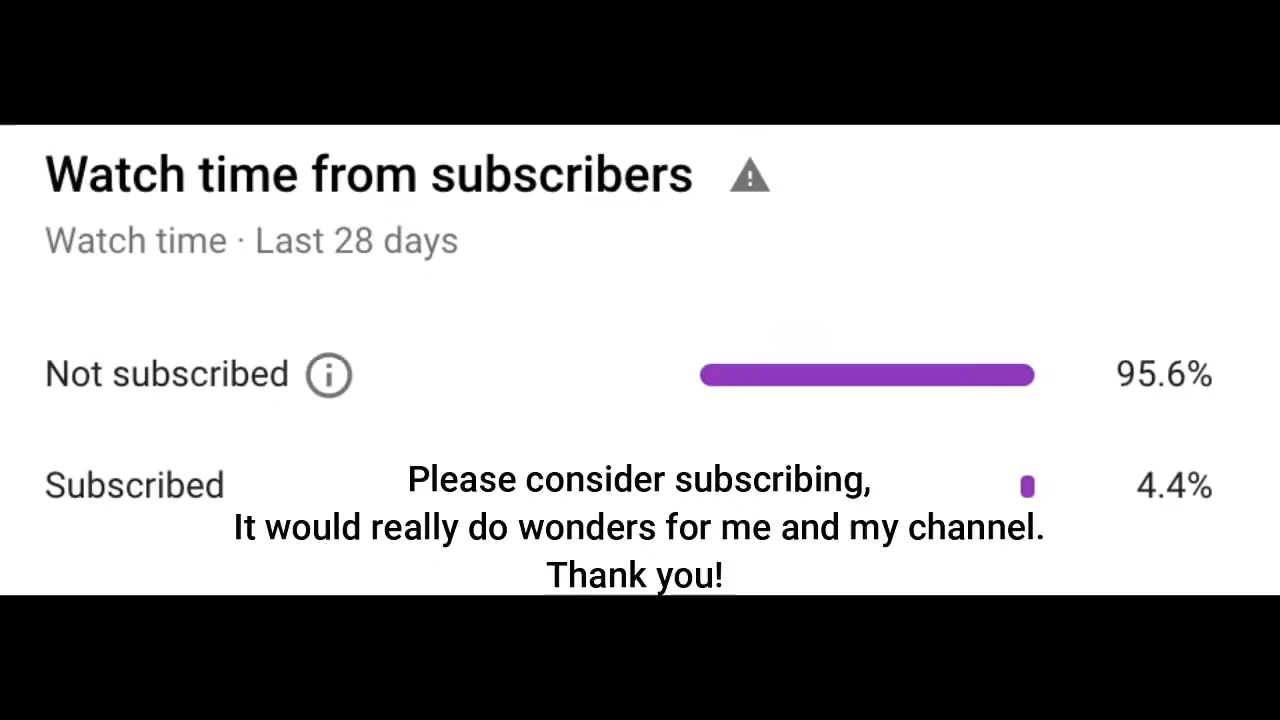 Watch time from subscribers
Watch time · Last 28 days
Not subscribed 95.6%
Subscribed 4.4%
Please consider subscribing,
It would really do wonders for me and my channel.
Thank you!